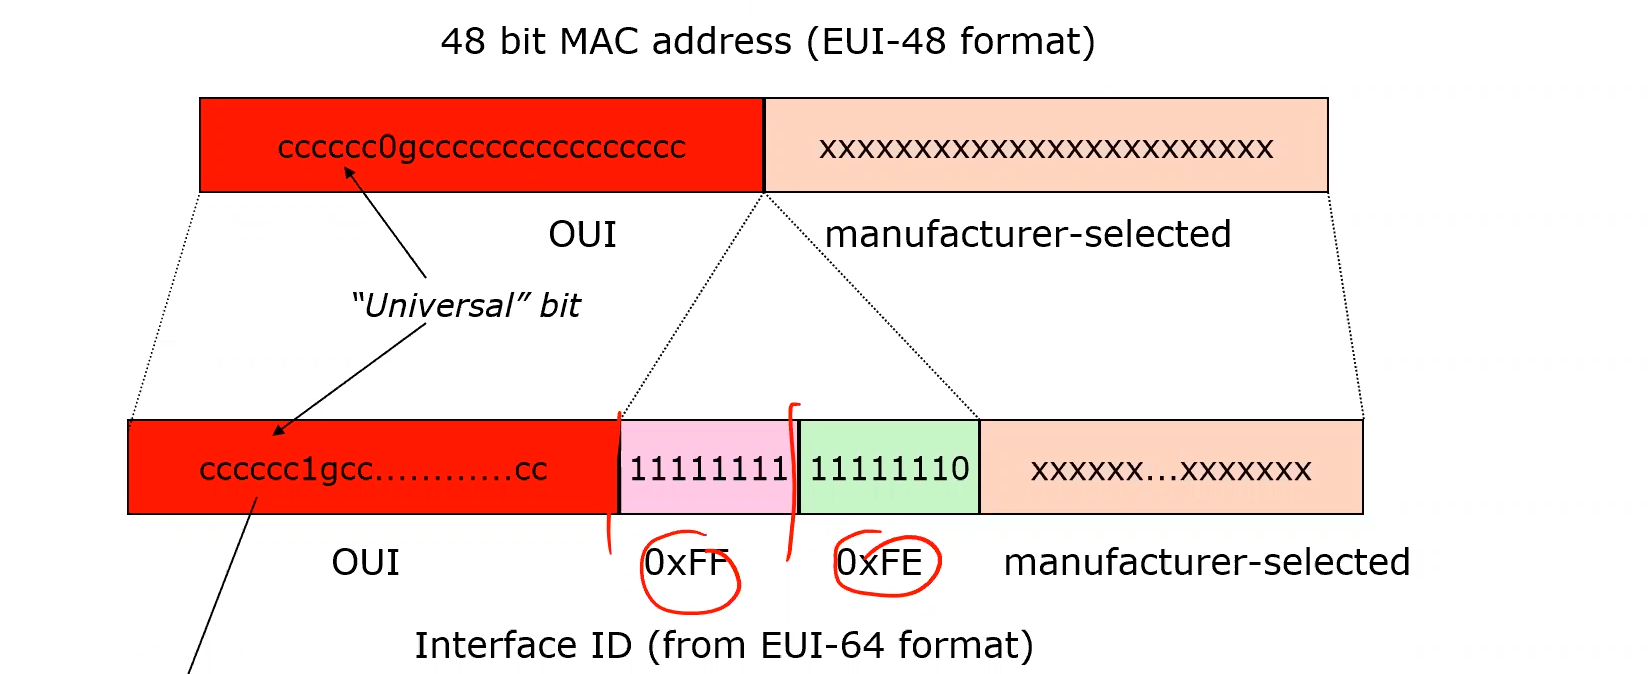 48 bit MAC address (EUI-48 format)
cccccc0gcccccccccccccccc xxxxxxxxxxxxxxxxxxxxxxxx
OUI manufacturer-selected
“Universal” bit
cccccc1gcc............cc 11111111 11111110 xxxxxx...xxxxxxx
OUI 0xFF 0xFE manufacturer-selected
Interface ID (from EUI-64 format)